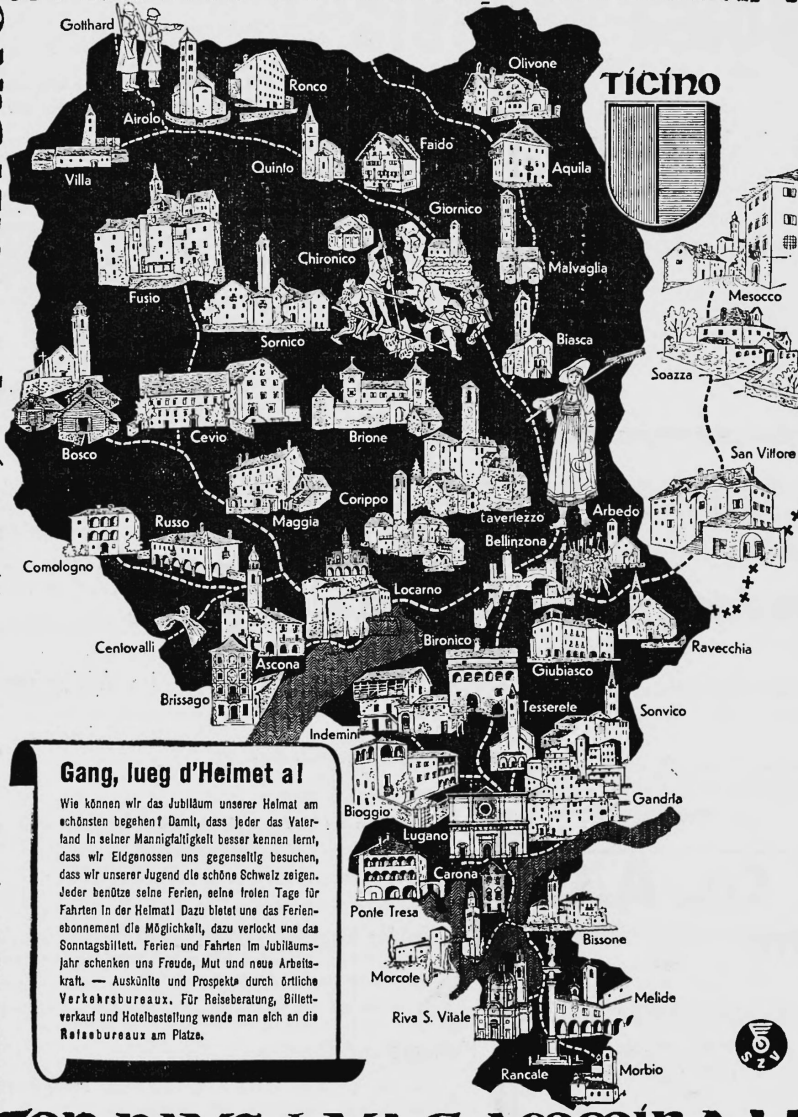 Gotthard
Olivone
TICINO
Ronco
Airolo
Villa
Quinto
Faido
Aquila
Giornico
Chironico
Malvaglia
Fusio
Mesocco
Sornico
Biasca
Soazza
Bosco
Cevio
Brione
San Vittore
Corippo
Maggia
Russo
Lavertezzo
Arbedo
Bellinzona
Comologno
Locarno
Centovalli
Bironico
Ravecchia
Ascona
Giubiasco
Brissago
Tesserete
Sonvico
Indemini
Gang, lueg d'Heimet a!
Wie können wir das Jubiläum unserer Heimat am
schönsten begehen? Damit, dass jeder das Vater-
land in seiner Mannigfaltigkeit besser kennen lernt,
dass wir Eidgenossen uns gegenseitig besuchen,
dass wir unserer Jugend die schöne Schweiz zeigen.
Jeder benütze seine Ferien, seine freien Tage für
Fahrten in der Heimat! Dazu bietet uns das Ferien-
abonnement die Möglichkeit, dazu verlockt uns das
Sonntagsbillett. Ferien und Fahrten im Jubiläums-
jahr schenken uns Freude, Mut und neue Arbeits-
kraft. — Auskünfte und Prospekte durch örtliche
Verkehrsbureaux. Für Reiseberatung, Billett-
verkauf und Hotelbestellung wende man sich an die
Reisebureaux am Platze.
Bioggio
Gandria
Lugano
Carona
Ponte Tresa
Bissone
Morcote
Melide
Riva S. Vitale
Rancate
Morbio
SZV